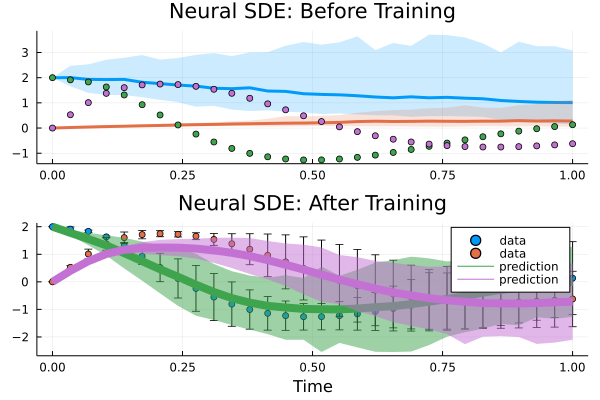 Neural SDE: Before Training
3
2
1
0
−1
0.00
0.25
0.50
0.75
1.00
Neural SDE: After Training
2
1
0
−1
−2
data
data
prediction
prediction
0.00
0.25
0.50
0.75
1.00
Time